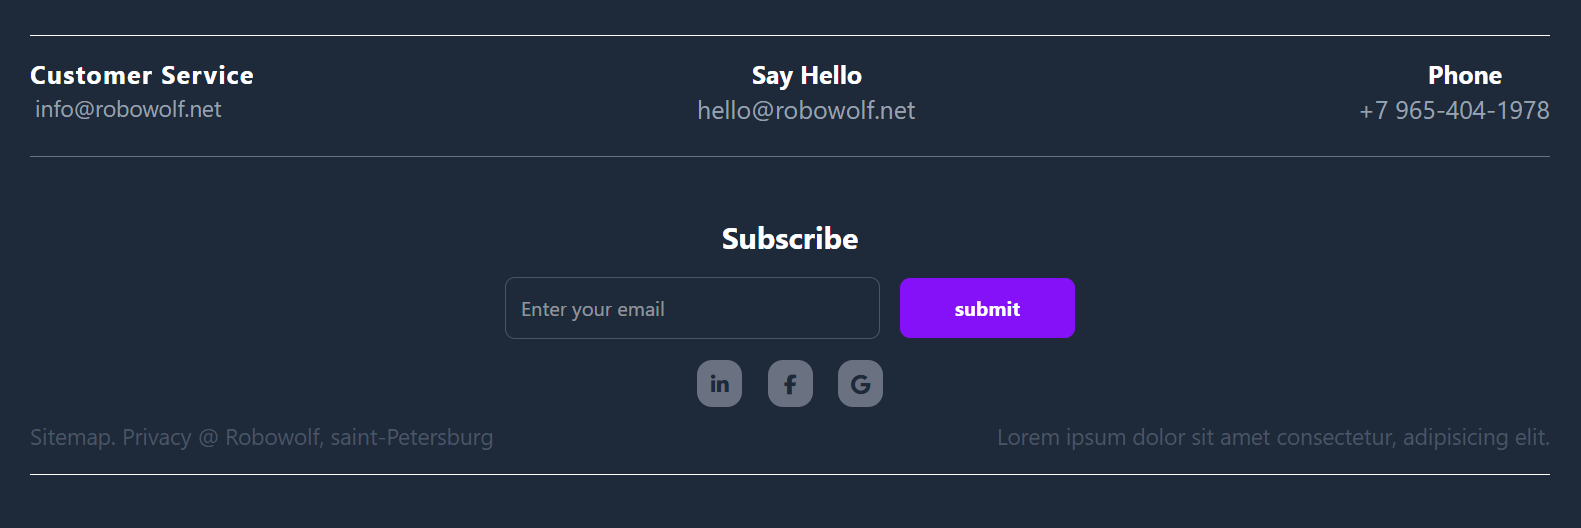 Customer Service
info@robowolf.net
Say Hello
hello@robowolf.net
Phone
+7 965-404-1978
Subscribe
Enter your email
submit
in f G
Sitemap. Privacy @ Robowolf, saint-Petersburg
Lorem ipsum dolor sit amet consectetur, adipisicing elit.